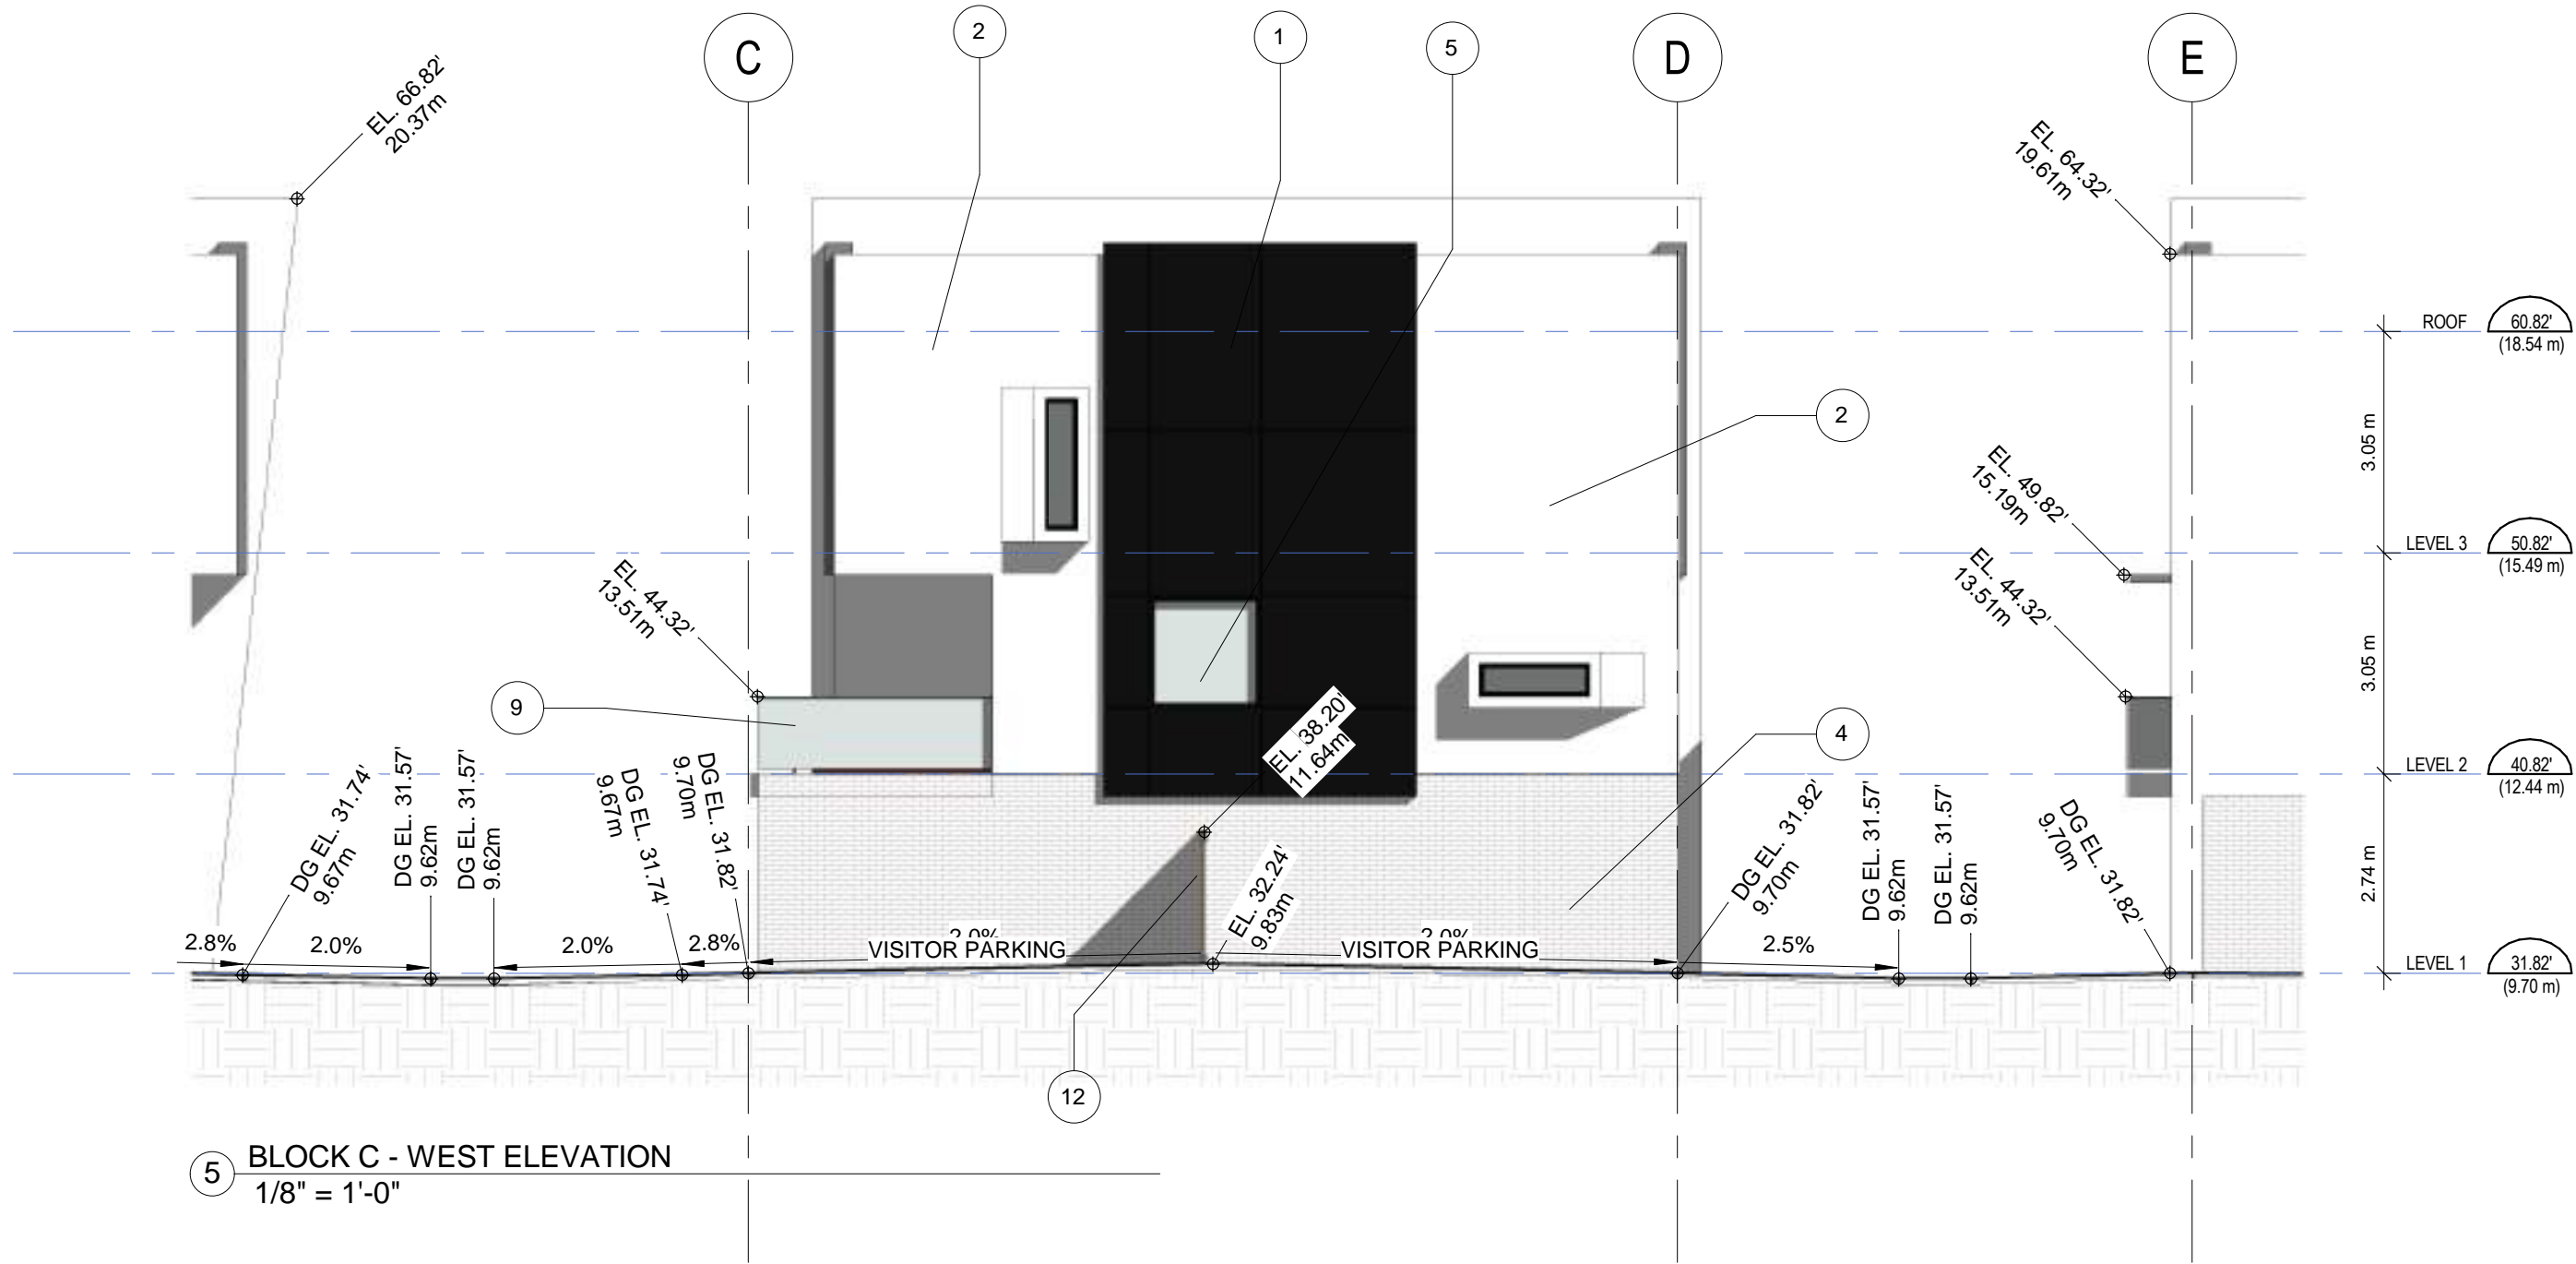 C
2
1
5
D
E
EL. 66.82'
20.37m
EL. 64.32'
19.61m
ROOF
60.82'
(18.54 m)
3.05 m
2
EL. 49.82'
15.19m
LEVEL 3
50.82'
(15.49 m)
EL. 44.32'
13.51m
EL. 44.32'
13.51m
3.05 m
9
EL. 38.20'
11.64m
4
LEVEL 2
40.82'
(12.44 m)
DG EL. 31.74'
9.67m
DG EL. 31.57'
9.62m
DG EL. 31.57'
9.62m
DG EL. 31.74'
9.67m
DG EL. 31.82'
9.70m
EL. 32.24'
9.83m
DG EL. 31.82'
9.70m
DG EL. 31.57'
9.62m
DG EL. 31.57'
9.62m
DG EL. 31.82'
9.70m
2.74 m
2.8%
2.0%
2.0%
2.8%
2.0%
VISITOR PARKING
2.0%
VISITOR PARKING
2.5%
LEVEL 1
31.82'
(9.70 m)
12
5
BLOCK C - WEST ELEVATION
1/8" = 1'-0"